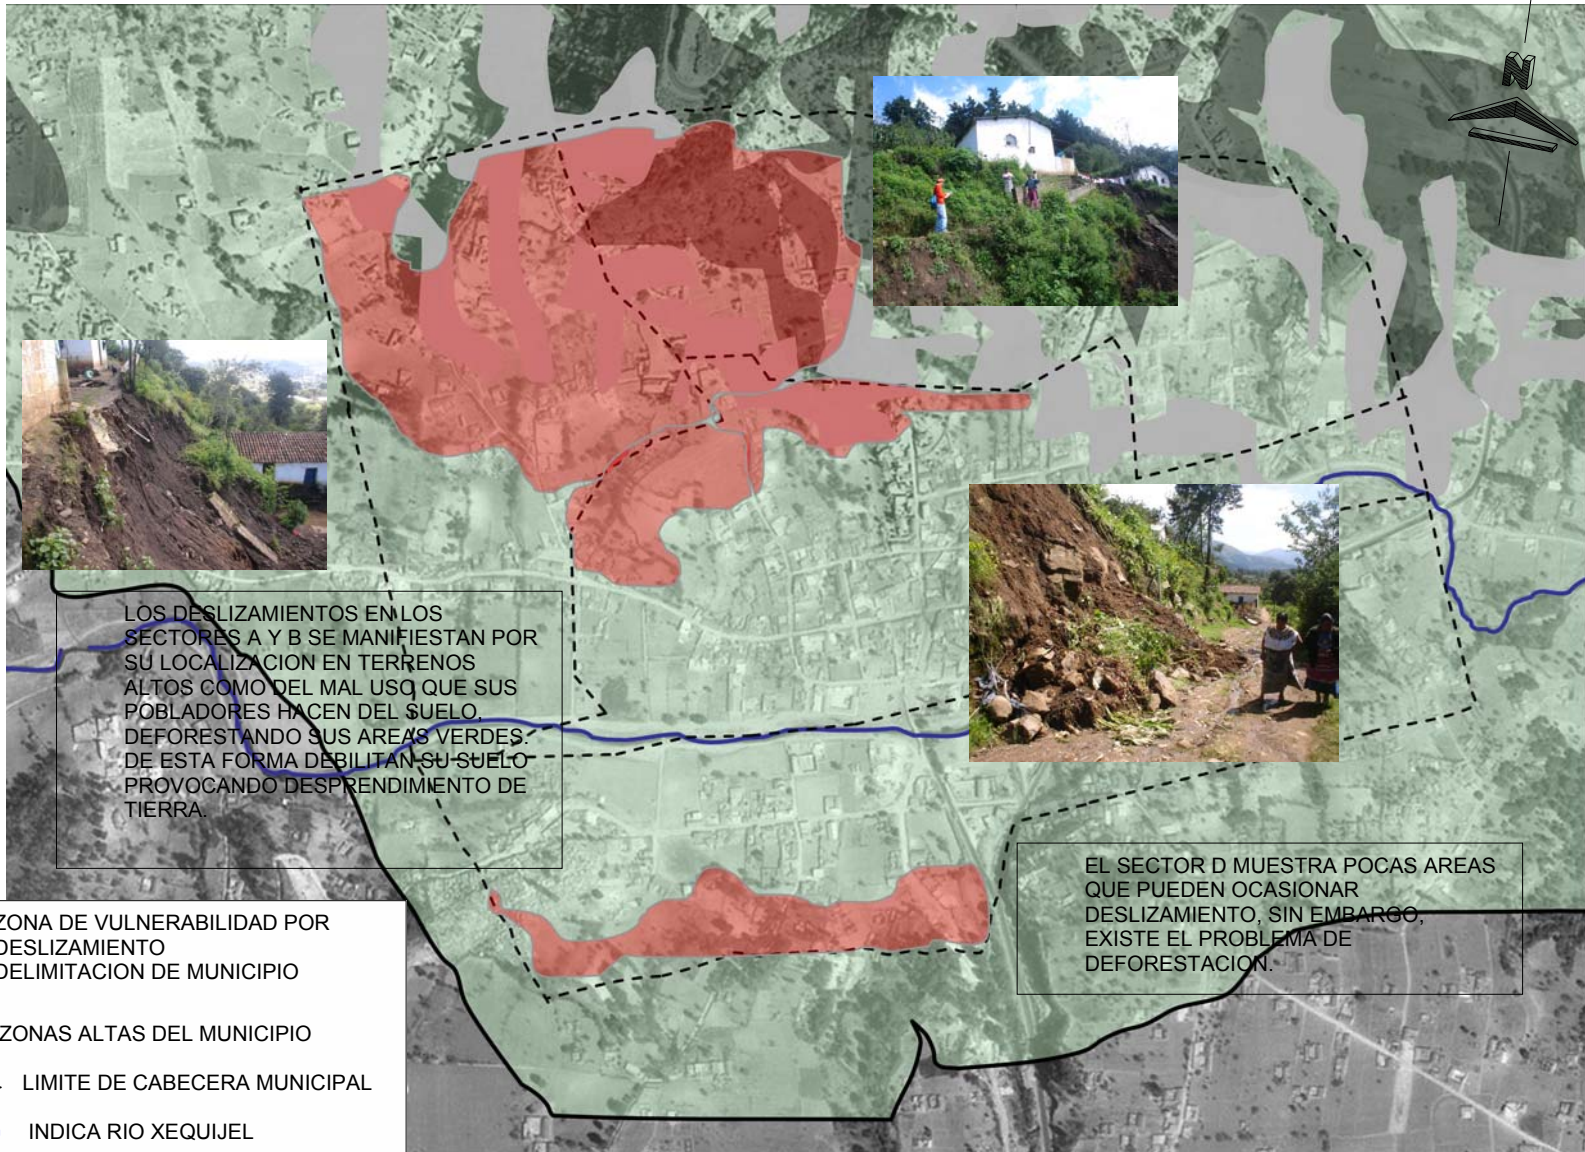 N
LOS DESLIZAMIENTOS EN LOS
SECTORES A Y B SE MANIFIESTAN POR
SU LOCALIZACION EN TERRENOS
ALTOS COMO DEL MAL USO QUE SUS
POBLADORES HACEN DEL SUELO,
DEFORESTANDO SUS AREAS VERDES.
DE ESTA FORMA DEBILITAN SU SUELO
PROVOCANDO DESPRENDIMIENTO DE
TIERRA.
EL SECTOR D MUESTRA POCAS AREAS
QUE PUEDEN OCASIONAR
DESLIZAMIENTO, SIN EMBARGO,
EXISTE EL PROBLEMA DE
DEFORESTACION.
ZONA DE VULNERABILIDAD POR
DESLIZAMIENTO
DELIMITACION DE MUNICIPIO
ZONAS ALTAS DEL MUNICIPIO
LIMITE DE CABECERA MUNICIPAL
INDICA RIO XEQUIJEL